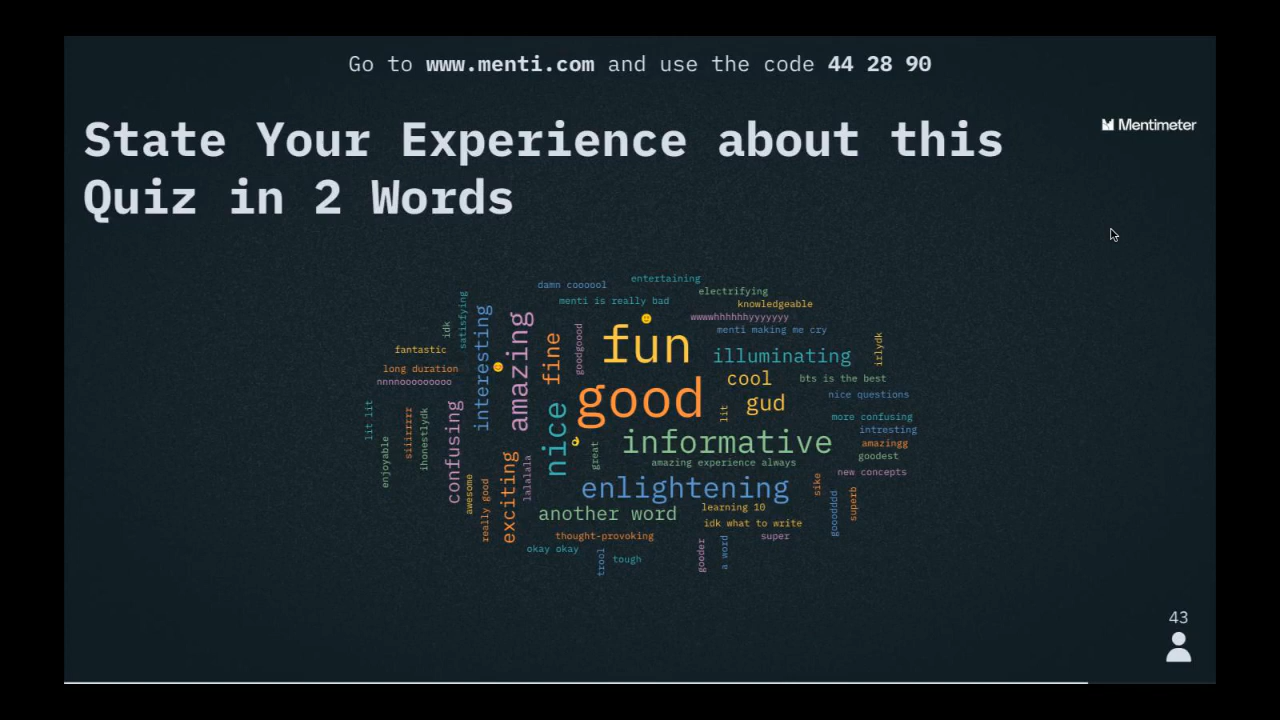 Go to www.menti.com and use the code 44 28 90
Mentimeter
State Your Experience about this
Quiz in 2 Words
entertaining
damn coooool
electrifying
menti is really bad
knowledgeable
wwwwhhhhhhyyyyyyy
menti making me cry
satisfying
idk
interesting
amazing
fine
goodgoood
fun
illuminating
irlydk
fantastic
long duration
nnnnooooooooo
cool
bts is the best
good
gud
nice questions
lit
lit lit
siiirrrrr
ihonestlydk
enjoyable
confusing
nice
more confusing
intresting
informative
amazingg
great
goodest
amazing experience always
new concepts
awesome
really good
exciting
lalalala
enlightening
sike
superb
goooddddd
learning 10
another word
idk what to write
thought-provoking
super
okay okay
trool
tough
gooder
a word
43